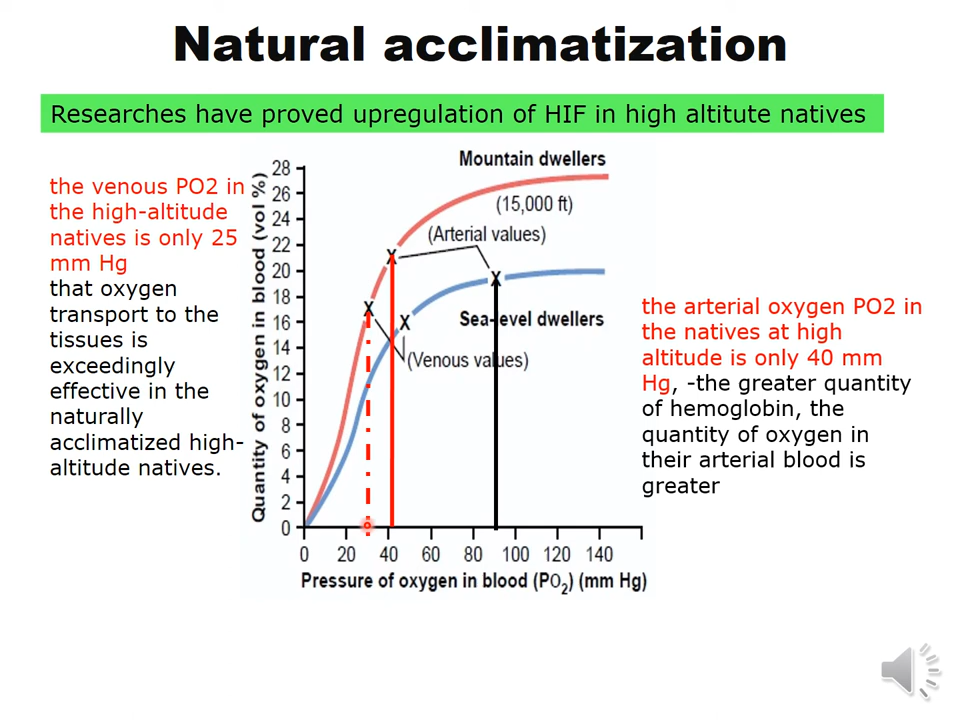 Natural acclimatization
Researches have proved upregulation of HIF in high altitute natives
the venous PO2 in
the high-altitude
natives is only 25
mm Hg
that oxygen
transport to the
tissues is
exceedingly
effective in the
naturally
acclimatized high-
altitude natives.
Quantity of oxygen in blood (vol %)
28
26
24
22
20
18
16
14
12
10
8
6
4
2
0
Mountain dwellers
(15,000 ft)
(Arterial values)
X
X
X
X
Sea-level dwellers
(Venous values)
0 20 40 60 80 100 120 140
Pressure of oxygen in blood (PO₂) (mm Hg)
the arterial oxygen PO2 in
the natives at high
altitude is only 40 mm
Hg, -the greater quantity
of hemoglobin, the
quantity of oxygen in
their arterial blood is
greater